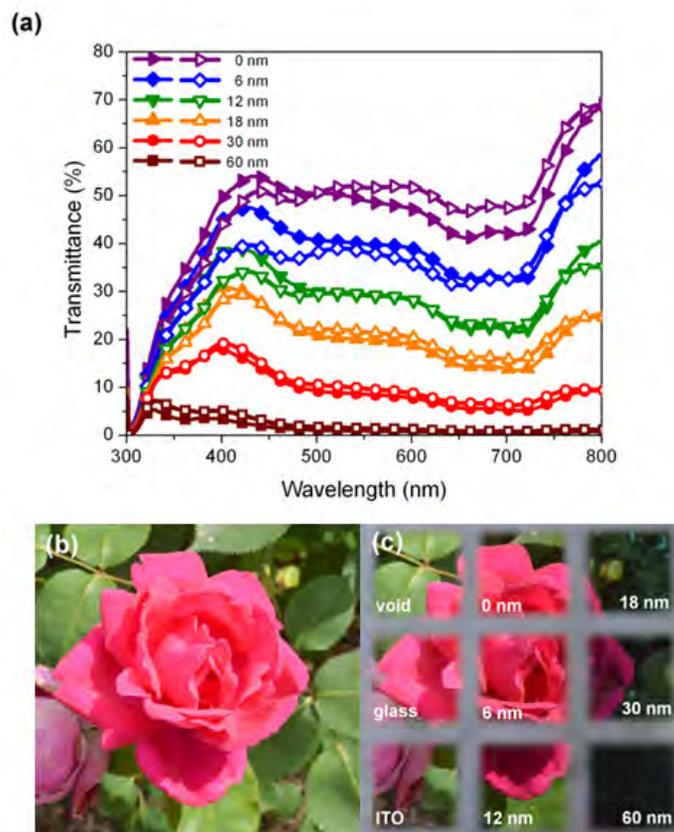 (a)
80
70
60
50
40
30
20
10
0
Transmittance (%)
0 nm
6 nm
12 nm
18 nm
30 nm
60 nm
300 400 500 600 700 800
Wavelength (nm)
(b)
(c)
void 0 nm 18 nm
glass 6 nm 30 nm
ITO 12 nm 60 nm